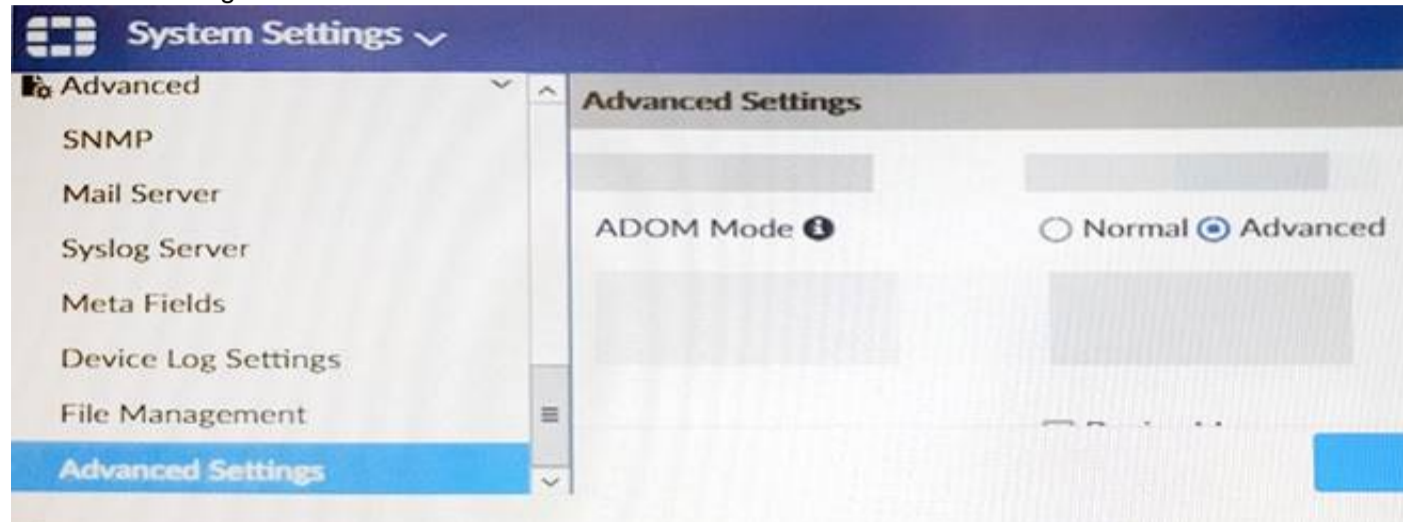 System Settings
Advanced
SNMP
Mail Server
Syslog Server
Meta Fields
Device Log Settings
File Management
Advanced Settings
Advanced Settings
ADOM Mode
Normal Advanced